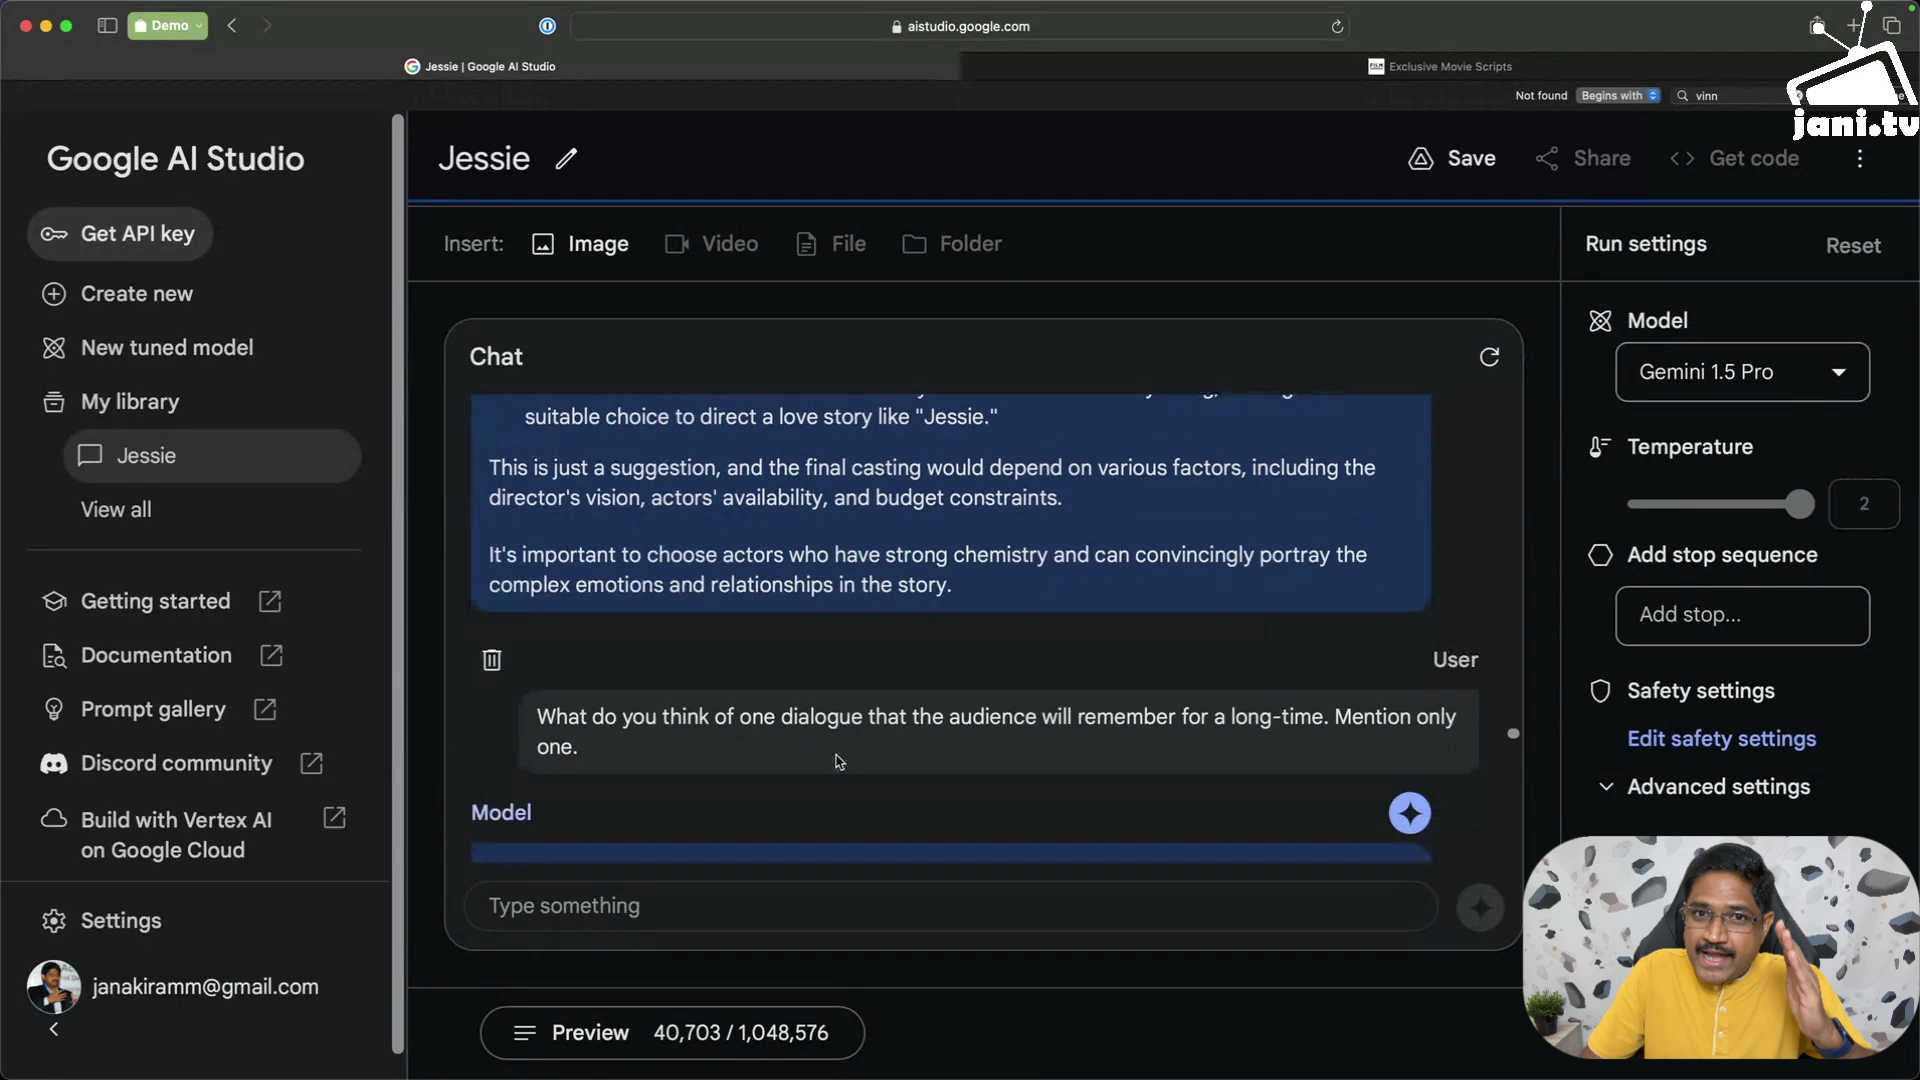 Demo
aistudio.google.com
Jessie | Google AI Studio
Exclusive Movie Scripts
Not found
Begins with
vinn
jani.tv
Google AI Studio
Get API key
Create new
New tuned model
My library
Jessie
View all
Getting started
Documentation
Prompt gallery
Discord community
Build with Vertex AI
on Google Cloud
Settings
janakiramm@gmail.com
Jessie
Save
Share
Get code
Insert:
Image
Video
File
Folder
Chat
suitable choice to direct a love story like "Jessie."
This is just a suggestion, and the final casting would depend on various factors, including the
director's vision, actors' availability, and budget constraints.
It's important to choose actors who have strong chemistry and can convincingly portray the
complex emotions and relationships in the story.
User
What do you think of one dialogue that the audience will remember for a long-time. Mention only
one.
Model
Type something
Preview 40,703 / 1,048,576
Run settings
Reset
Model
Gemini 1.5 Pro
Temperature
2
Add stop sequence
Add stop...
Safety settings
Edit safety settings
Advanced settings